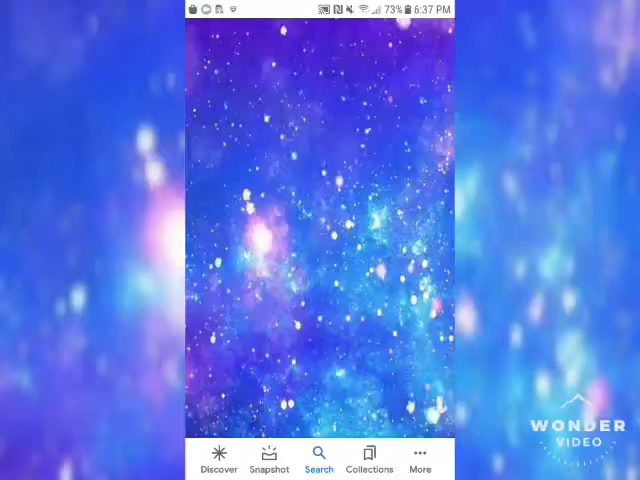 73% 6:37 PM
Discover Snapshot Search Collections More
WONDER
VIDEO